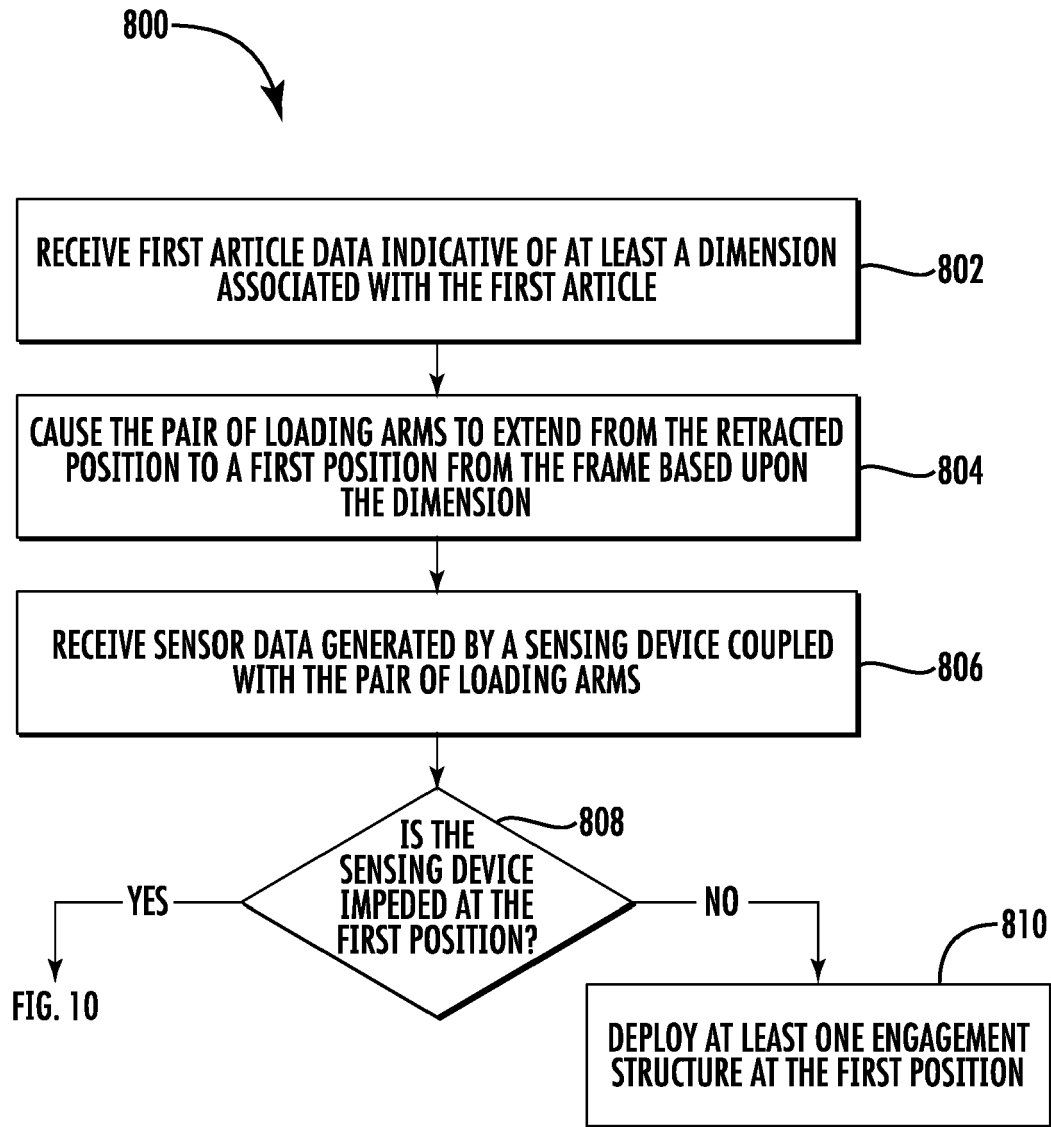 800
RECEIVE FIRST ARTICLE DATA INDICATIVE OF AT LEAST A DIMENSION
ASSOCIATED WITH THE FIRST ARTICLE
802
CAUSE THE PAIR OF LOADING ARMS TO EXTEND FROM THE RETRACTED
POSITION TO A FIRST POSITION FROM THE FRAME BASED UPON
THE DIMENSION
804
RECEIVE SENSOR DATA GENERATED BY A SENSING DEVICE COUPLED
WITH THE PAIR OF LOADING ARMS
806
IS THE
SENSING DEVICE
IMPEDED AT THE
FIRST POSITION?
808
YES
FIG. 10
NO
810
DEPLOY AT LEAST ONE ENGAGEMENT
STRUCTURE AT THE FIRST POSITION